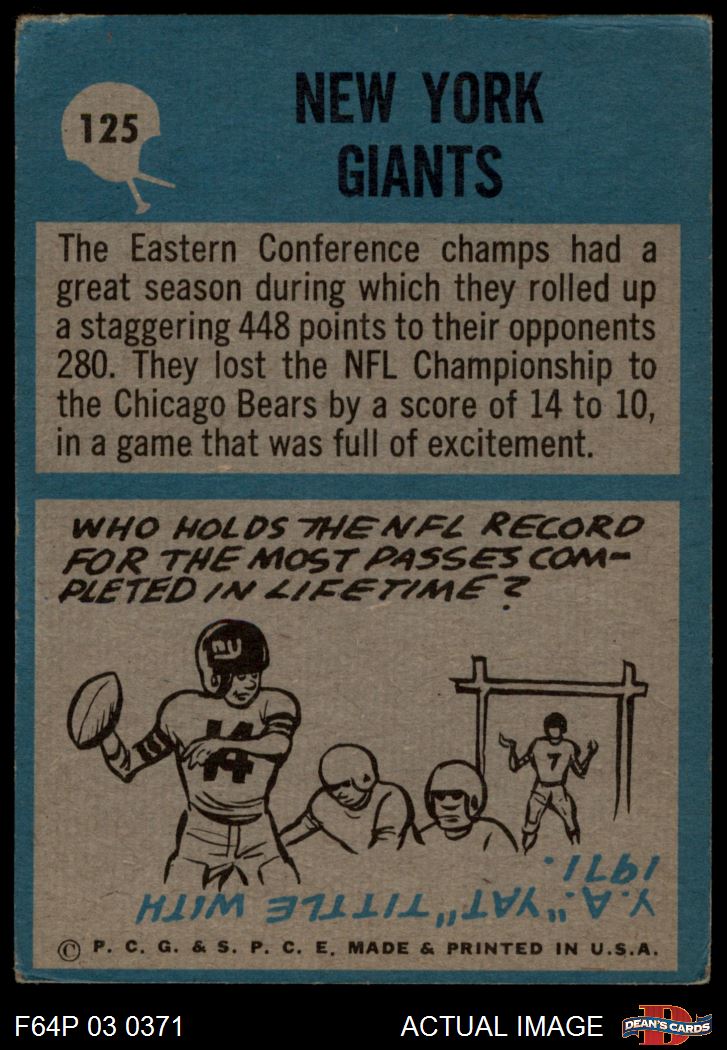 125
NEW YORK
GIANTS
The Eastern Conference champs had a
great season during which they rolled up
a staggering 448 points to their opponents
280. They lost the NFL Championship to
the Chicago Bears by a score of 14 to 10,
in a game that was full of excitement.
WHO HOLDS THE NFL RECORD
FOR THE MOST PASSES COM-
PLETED IN LIFETIME?
NU
14
7
Y.A. "YAT" TITTLE WITH
1971.
© P. C. G. & S. P. C. E. MADE & PRINTED IN U.S.A.
F64P 03 0371
ACTUAL IMAGE
D
DEAN'S CARDS